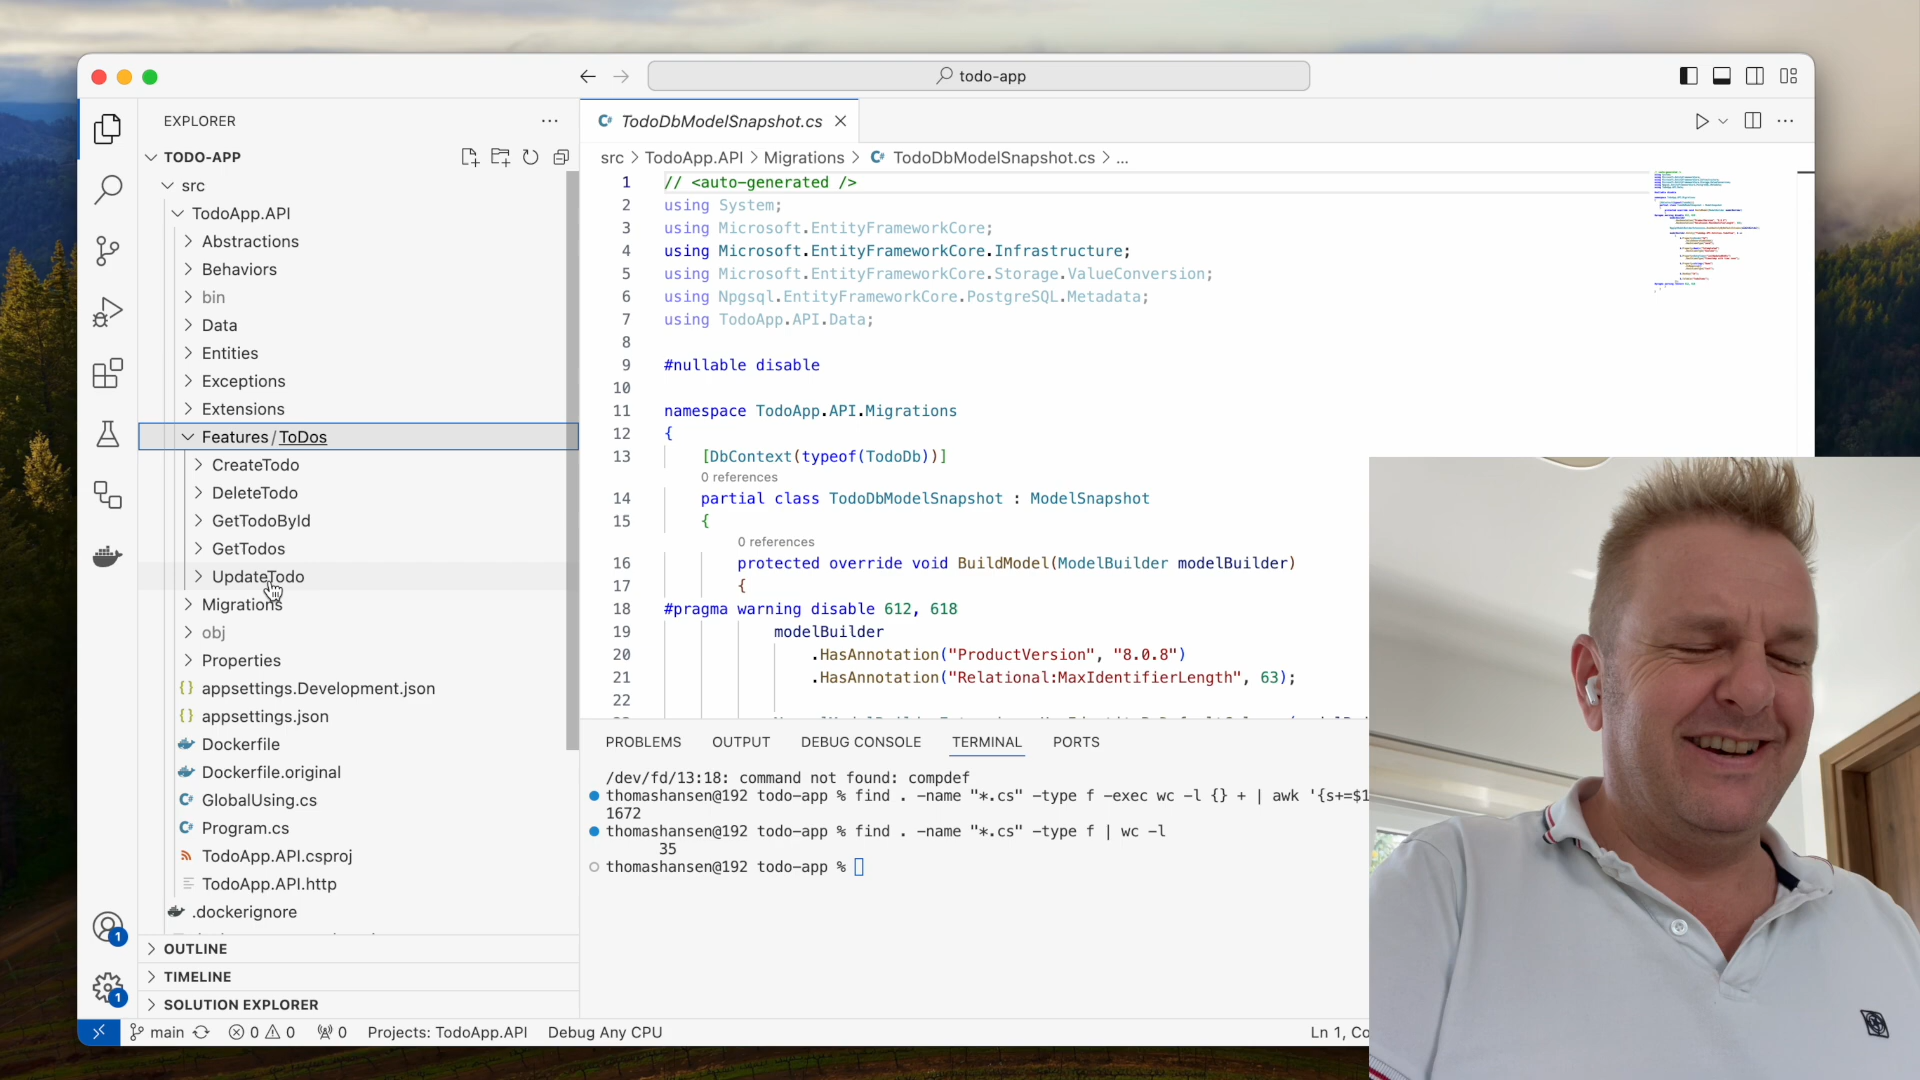 todo-app
EXPLORER
TODO-APP
src
TodoApp.API
Abstractions
Behaviors
bin
Data
Entities
Exceptions
Extensions
Features/ToDos
CreateTodo
DeleteTodo
GetTodoById
GetTodos
UpdateTodo
Migrations
obj
Properties
appsettings.Development.json
appsettings.json
Dockerfile
Dockerfile.original
GlobalUsing.cs
Program.cs
TodoApp.API.csproj
TodoApp.API.http
.dockerignore
OUTLINE
TIMELINE
SOLUTION EXPLORER
TodoDbModelSnapshot.cs
src > TodoApp.API > Migrations > TodoDbModelSnapshot.cs > ...
1 // <auto-generated />
2 using System;
3 using Microsoft.EntityFrameworkCore;
4 using Microsoft.EntityFrameworkCore.Infrastructure;
5 using Microsoft.EntityFrameworkCore.Storage.ValueConversion;
6 using Npgsql.EntityFrameworkCore.PostgreSQL.Metadata;
7 using TodoApp.API.Data;
8
9 #nullable disable
10
11 namespace TodoApp.API.Migrations
12 {
13 [DbContext(typeof(TodoDb))]
0 references
14 partial class TodoDbModelSnapshot : ModelSnapshot
15 {
0 references
16 protected override void BuildModel(ModelBuilder modelBuilder)
17 {
18 #pragma warning disable 612, 618
19 modelBuilder
20 .HasAnnotation("ProductVersion", "8.0.8")
21 .HasAnnotation("Relational:MaxIdentifierLength", 63);
22
PROBLEMS OUTPUT DEBUG CONSOLE TERMINAL PORTS
/dev/fd/13:18: command not found: compdef
thomashansen@192 todo-app % find . -name "*.cs" -type f -exec wc -l {} + | awk '{s+=$1
1672
thomashansen@192 todo-app % find . -name "*.cs" -type f | wc -l
35
thomashansen@192 todo-app %
1
1
main 0 0 0 Projects: TodoApp.API Debug Any CPU Ln 1, Co